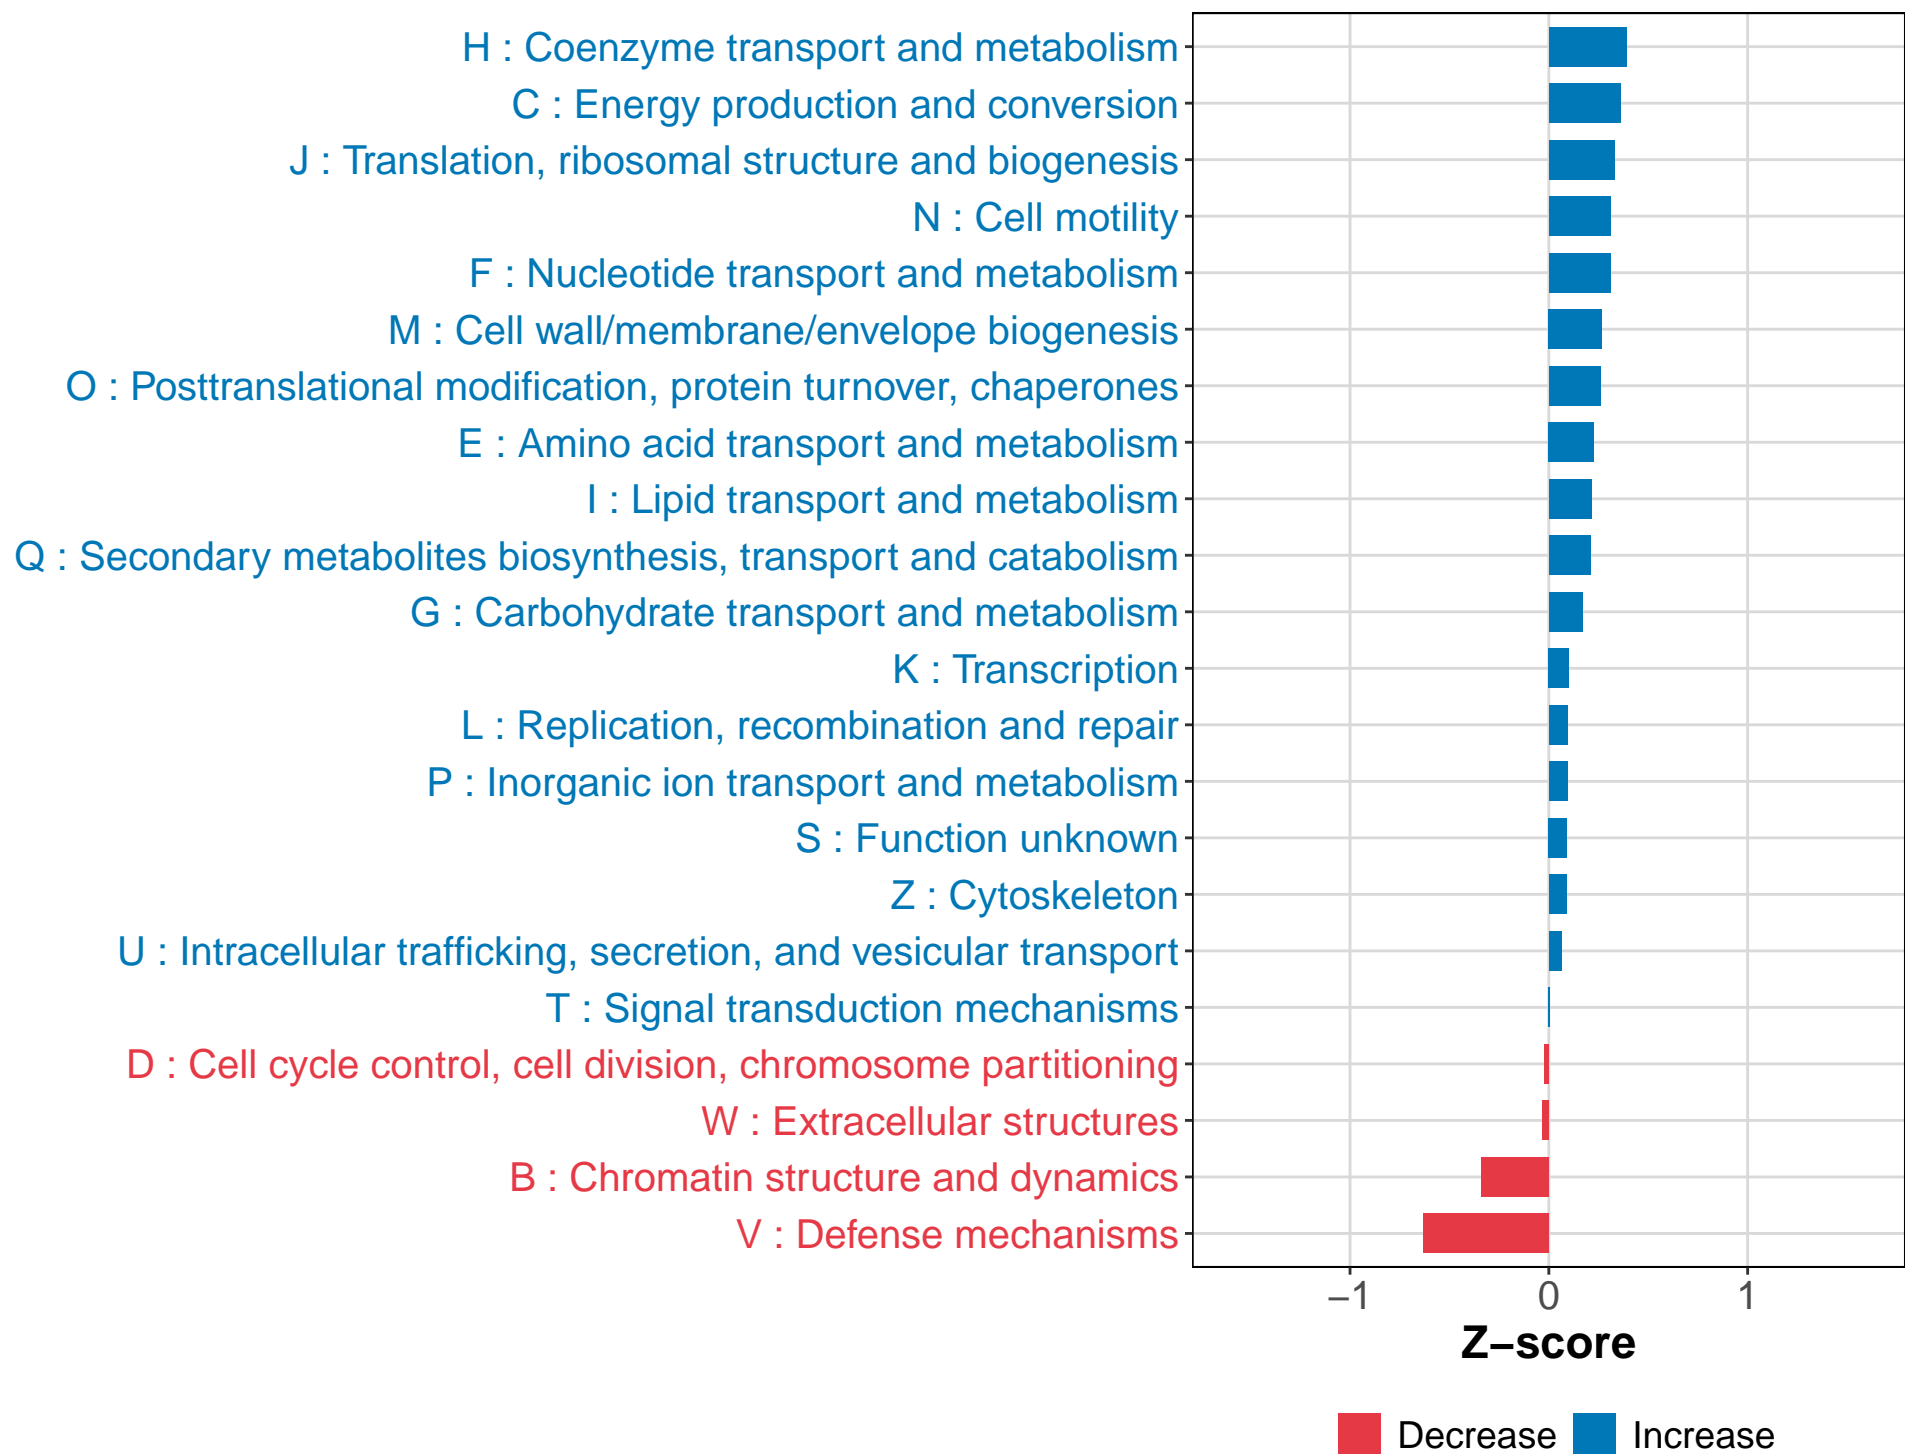 H : Coenzyme transport and metabolism
C : Energy production and conversion
J : Translation, ribosomal structure and biogenesis
N : Cell motility
F : Nucleotide transport and metabolism
M : Cell wall/membrane/envelope biogenesis
O : Posttranslational modification, protein turnover, chaperones
E : Amino acid transport and metabolism
I : Lipid transport and metabolism
Q : Secondary metabolites biosynthesis, transport and catabolism
G : Carbohydrate transport and metabolism
K : Transcription
L : Replication, recombination and repair
P : Inorganic ion transport and metabolism
S : Function unknown
Z : Cytoskeleton
U : Intracellular trafficking, secretion, and vesicular transport
T : Signal transduction mechanisms
D : Cell cycle control, cell division, chromosome partitioning
W : Extracellular structures
B : Chromatin structure and dynamics
V : Defense mechanisms
−1 0 1
Z−score
Decrease Increase